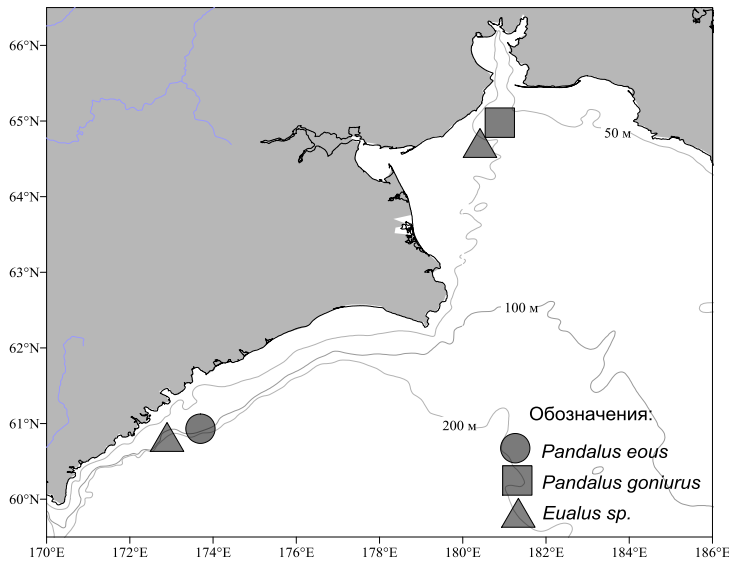 66°N
65°N
50 м
64°N
63°N
100 м
62°N
61°N
200 м
60°N
Обозначения:
Pandalus eous
Pandalus goniurus
Eualus sp.
170°E 172°E 174°E 176°E 178°E 180°E 182°E 184°E 186°E